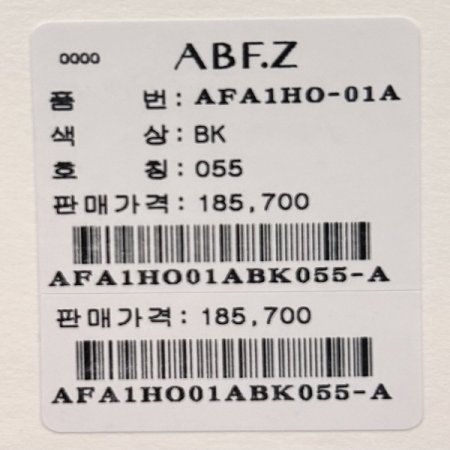 0000 ABF.Z
품 번 : AFA1HO-01A
색 상 : BK
호 칭 : 055
판매가격 : 185,700
AFA1HO01ABK055-A
판매가격 : 185,700
AFA1HO01ABK055-A